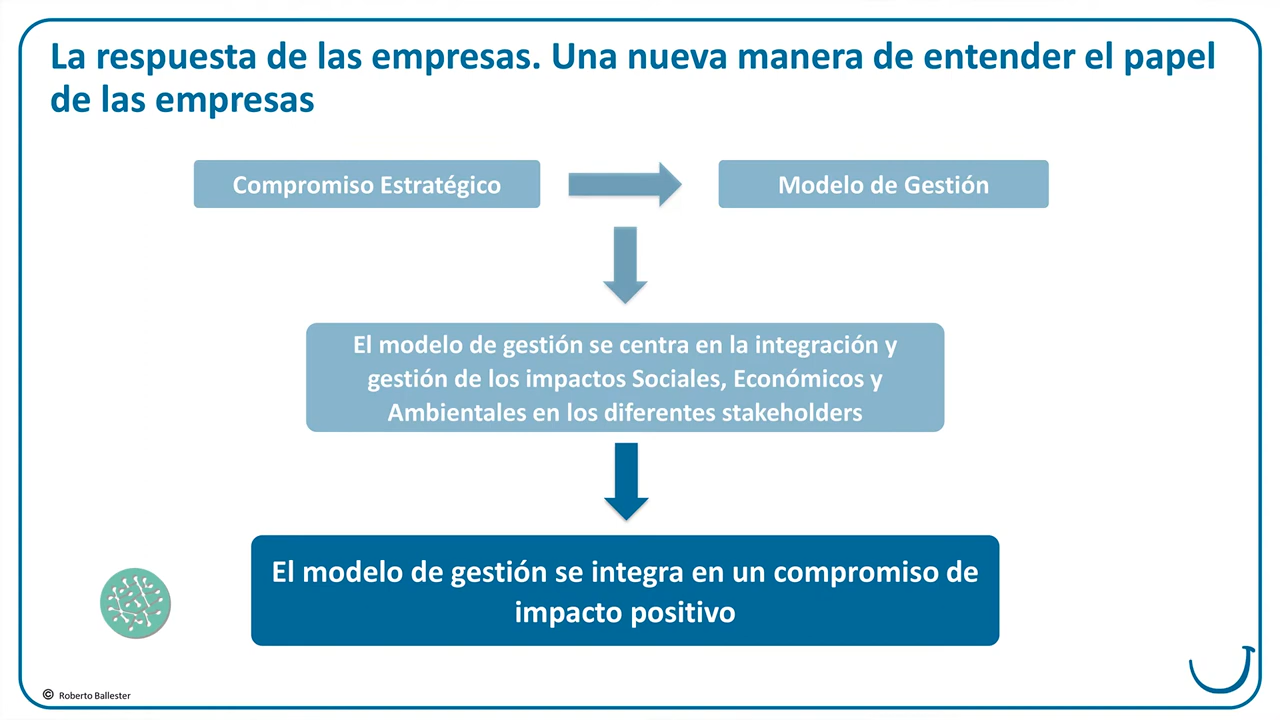 La respuesta de las empresas. Una nueva manera de entender el papel
de las empresas
Compromiso Estratégico
Modelo de Gestión
El modelo de gestión se centra en la integración y
gestión de los impactos Sociales, Económicos y
Ambientales en los diferentes stakeholders
El modelo de gestión se integra en un compromiso de
impacto positivo
© Roberto Ballester